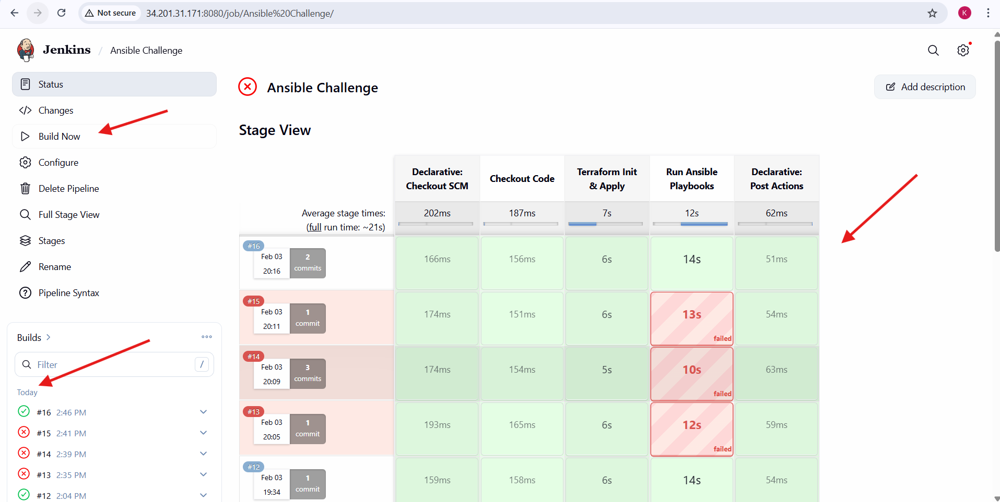 Not secure 34.201.31.171:8080/job/Ansible%20Challenge/
K
Jenkins / Ansible Challenge
Status
Changes
Build Now
Configure
Delete Pipeline
Full Stage View
Stages
Rename
Pipeline Syntax
Builds
Filter /
Today
#16 2:46 PM
#15 2:41 PM
#14 2:39 PM
#13 2:35 PM
#12 2:04 PM
Ansible Challenge
Add description
Stage View
Declarative: Checkout SCM
Checkout Code
Terraform Init & Apply
Run Ansible Playbooks
Declarative: Post Actions
Average stage times:
(full run time: ~21s)
202ms 187ms 7s 12s 62ms
#16
Feb 03
20:16
2
commits
166ms 156ms 6s 14s 51ms
#15
Feb 03
20:11
1
commit
174ms 151ms 6s 13s 54ms
failed
#14
Feb 03
20:09
3
commits
174ms 154ms 5s 10s 63ms
failed
#13
Feb 03
20:05
1
commit
193ms 165ms 6s 12s 59ms
failed
#12
Feb 03
19:34
1
commit
159ms 158ms 6s 14s 54ms